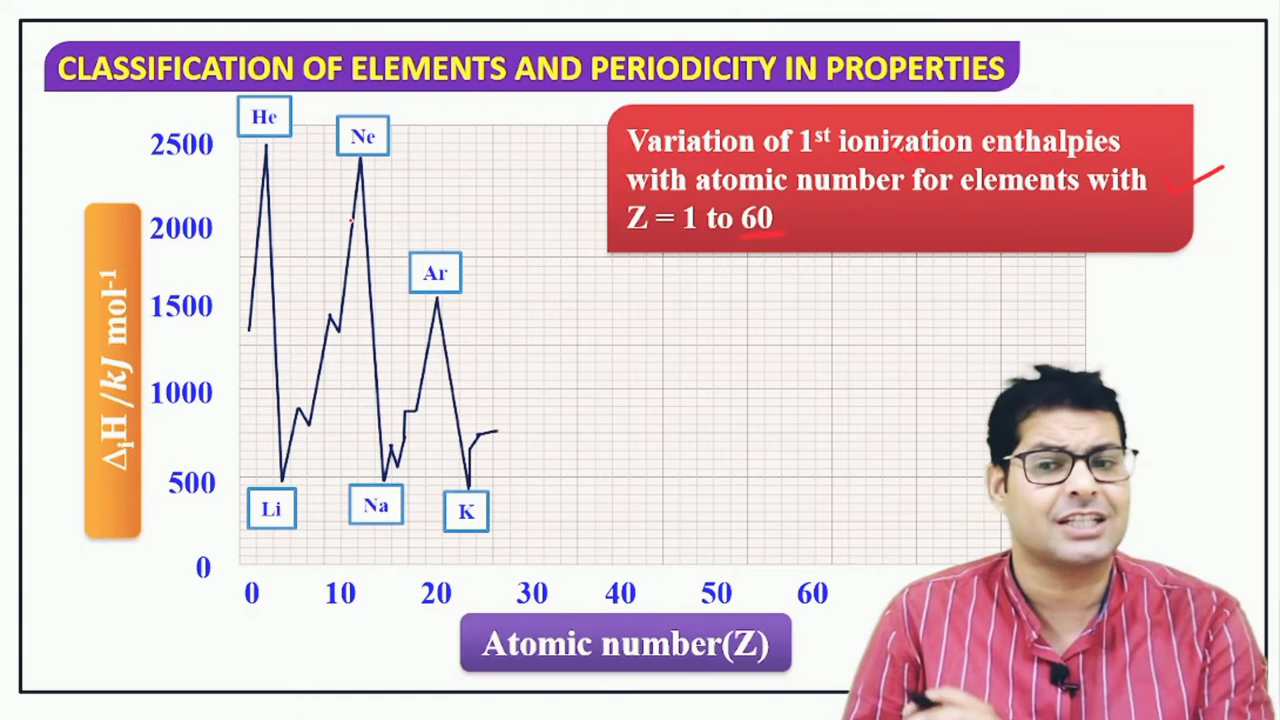 CLASSIFICATION OF ELEMENTS AND PERIODICITY IN PROPERTIES
He
Ne
2500
Variation of 1st ionization enthalpies
with atomic number for elements with
Z = 1 to 60
2000
Ar
1500
ΔiH /kJ mol-1
1000
500
Li
Na
K
0
0 10 20 30 40 50 60
Atomic number(Z)